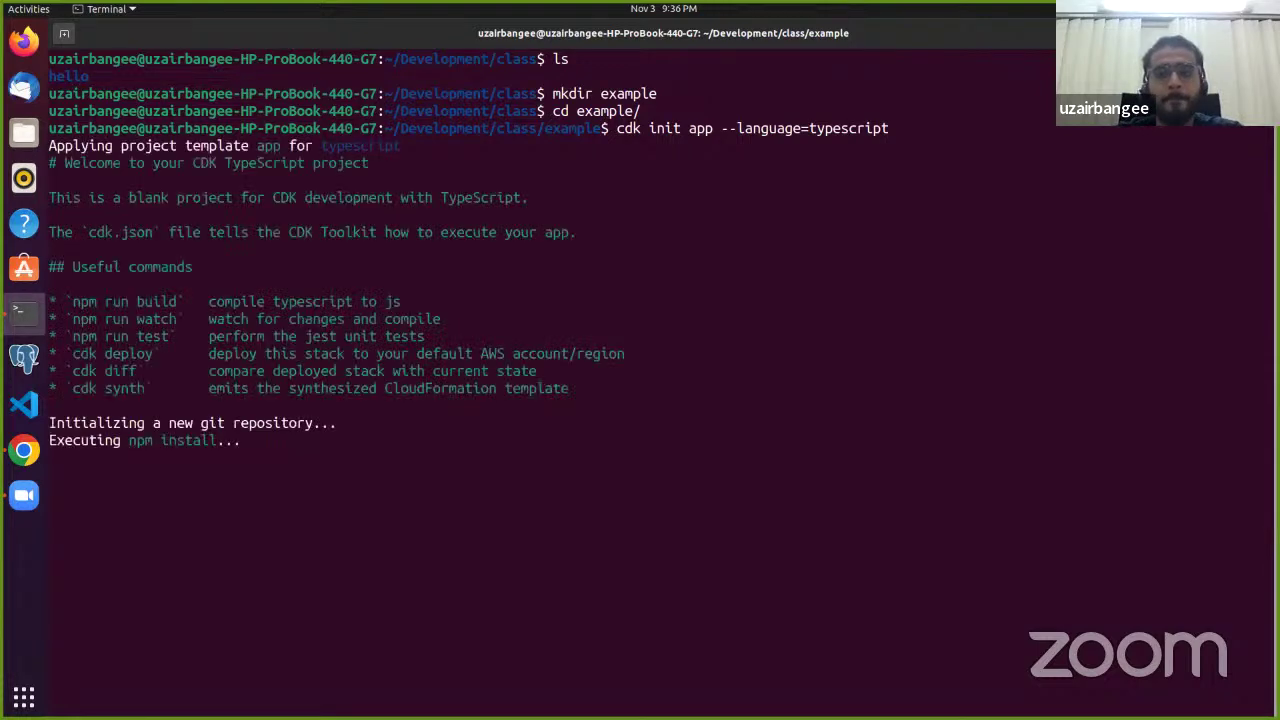 Activities Terminal Nov 3 9:36 PM
uzairbangee@uzairbangee-HP-ProBook-440-G7: ~/Development/class/example
uzairbangee@uzairbangee-HP-ProBook-440-G7:~/Development/class$ ls
hello
uzairbangee@uzairbangee-HP-ProBook-440-G7:~/Development/class$ mkdir example
uzairbangee@uzairbangee-HP-ProBook-440-G7:~/Development/class$ cd example/
uzairbangee@uzairbangee-HP-ProBook-440-G7:~/Development/class/example$ cdk init app --language=typescript
Applying project template app for typescript
# Welcome to your CDK TypeScript project
This is a blank project for CDK development with TypeScript.
The `cdk.json` file tells the CDK Toolkit how to execute your app.
## Useful commands
* `npm run build` compile typescript to js
* `npm run watch` watch for changes and compile
* `npm run test` perform the jest unit tests
* `cdk deploy` deploy this stack to your default AWS account/region
* `cdk diff` compare deployed stack with current state
* `cdk synth` emits the synthesized CloudFormation template
Initializing a new git repository...
Executing npm install...
uzairbangee
zoom